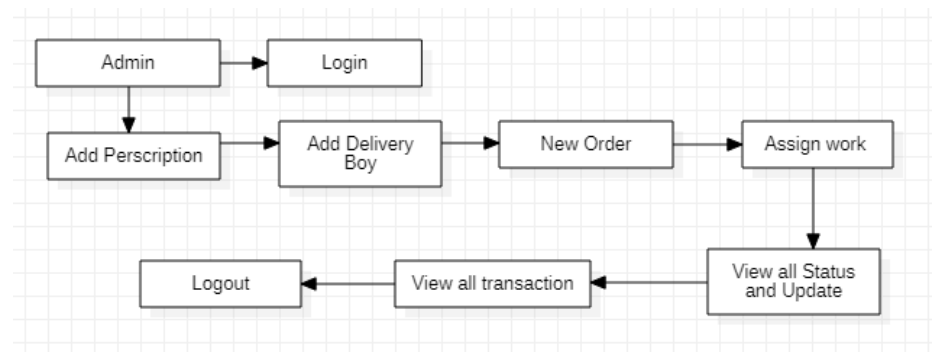 Admin
Login
Add Perscription
Add Delivery
Boy
New Order
Assign work
Logout
View all transaction
View all Status
and Update